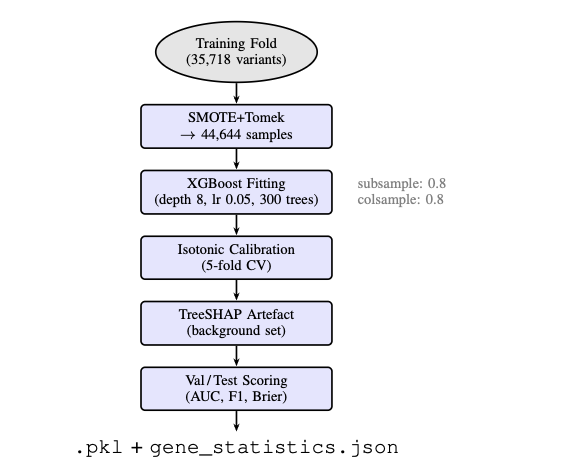 Training Fold
(35,718 variants)
SMOTE+Tomek
→ 44,644 samples
XGBoost Fitting
(depth 8, lr 0.05, 300 trees)
subsample: 0.8
colsample: 0.8
Isotonic Calibration
(5-fold CV)
TreeSHAP Artefact
(background set)
Val/Test Scoring
(AUC, F1, Brier)
.pkl + gene_statistics.json